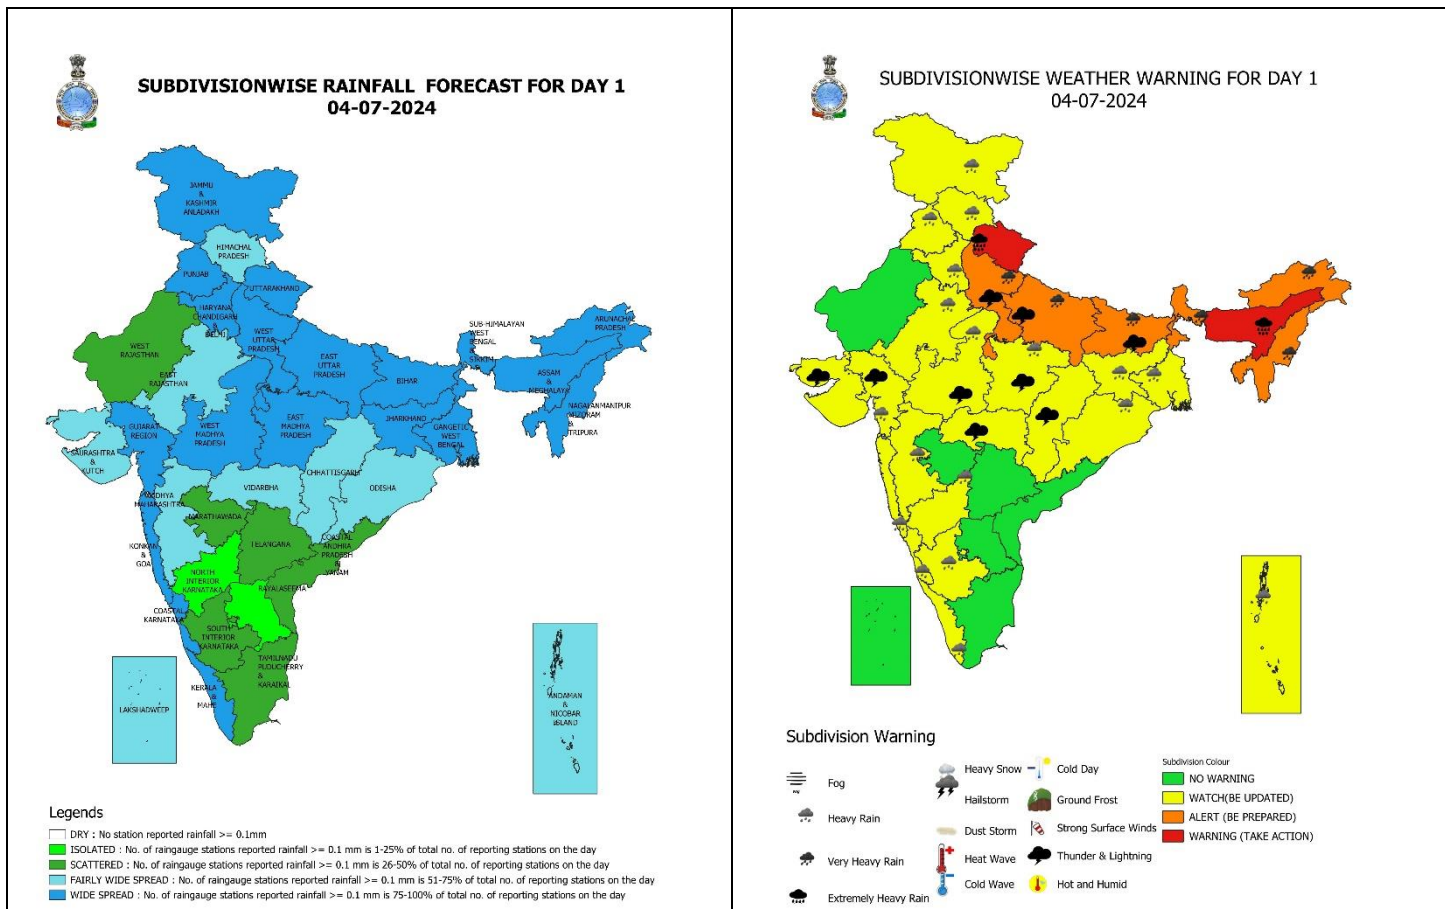 SUBDIVISIONWISE RAINFALL FORECAST FOR DAY 1
04-07-2024
JAMMU
&
KASHMIR
ANLADAKH
HIMACHAL
PRADESH
PUNJAB
UTTARAKHAND
HARYANA
CHANDIGARH
&
DELHI
WEST
UTTAR
PRADESH
WEST
RAJASTHAN
EAST
RAJASTHAN
EAST
UTTAR
PRADESH
BIHAR
SUB-HIMALAYAN
WEST
BENGAL
&
SIKKIM
ARUNACHAL
PRADESH
ASSAM
&
MEGHALAYA
NAGALANMANIPUR
MIZORAM
&
TRIPURA
GUJARAT
REGION
SAURASHTRA
&
KUTCH
WEST
MADHYA
PRADESH
EAST
MADHYA
PRADESH
JHARKHAND
GANGETIC
WEST
BENGAL
CHHATTISGARH
ODISHA
VIDARBHA
MADHYA
MAHARASHTRA
MARATHAWADA
TELANGANA
COASTAL
ANDHRA
PRADESH
&
YANAM
KONKAN
&
GOA
NORTH
INTERIOR
KARNATAKA
RAYALASEEMA
COASTAL
KARNATAKA
SOUTH
INTERIOR
KARNATAKA
TAMILNADU
PUDUCHERRY
&
KARAIKAL
KERALA
&
MAHE
LAKSHADWEEP
ANDAMAN
&
NICOBAR
ISLAND
Legends
DRY : No station reported rainfall >= 0.1mm
ISOLATED : No. of raingauge stations reported rainfall >= 0.1 mm is 1-25% of total no. of reporting stations on the day
SCATTERED : No. of raingauge stations reported rainfall >= 0.1 mm is 26-50% of total no. of reporting stations on the day
FAIRLY WIDE SPREAD : No. of raingauge stations reported rainfall >= 0.1 mm is 51-75% of total no. of reporting stations on the day
WIDE SPREAD : No. of raingauge stations reported rainfall >= 0.1 mm is 75-100% of total no. of reporting stations on the day
SUBDIVISIONWISE WEATHER WARNING FOR DAY 1
04-07-2024
Subdivision Warning
Fog
Heavy Rain
Very Heavy Rain
Extremely Heavy Rain
Heavy Snow
Hailstorm
Dust Storm
Heat Wave
Cold Wave
Cold Day
Ground Frost
Strong Surface Winds
Thunder & Lightning
Hot and Humid
Subdivision Colour
NO WARNING
WATCH(BE UPDATED)
ALERT (BE PREPARED)
WARNING (TAKE ACTION)